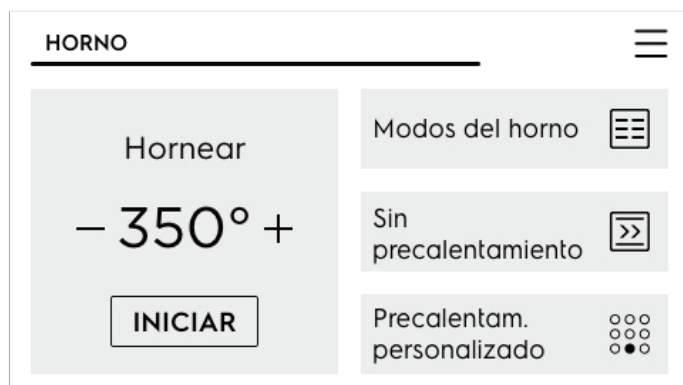 HORNO
Hornear
− 350° +
INICIAR
Modos del horno
Sin
precalentamiento
Precalentam.
personalizado